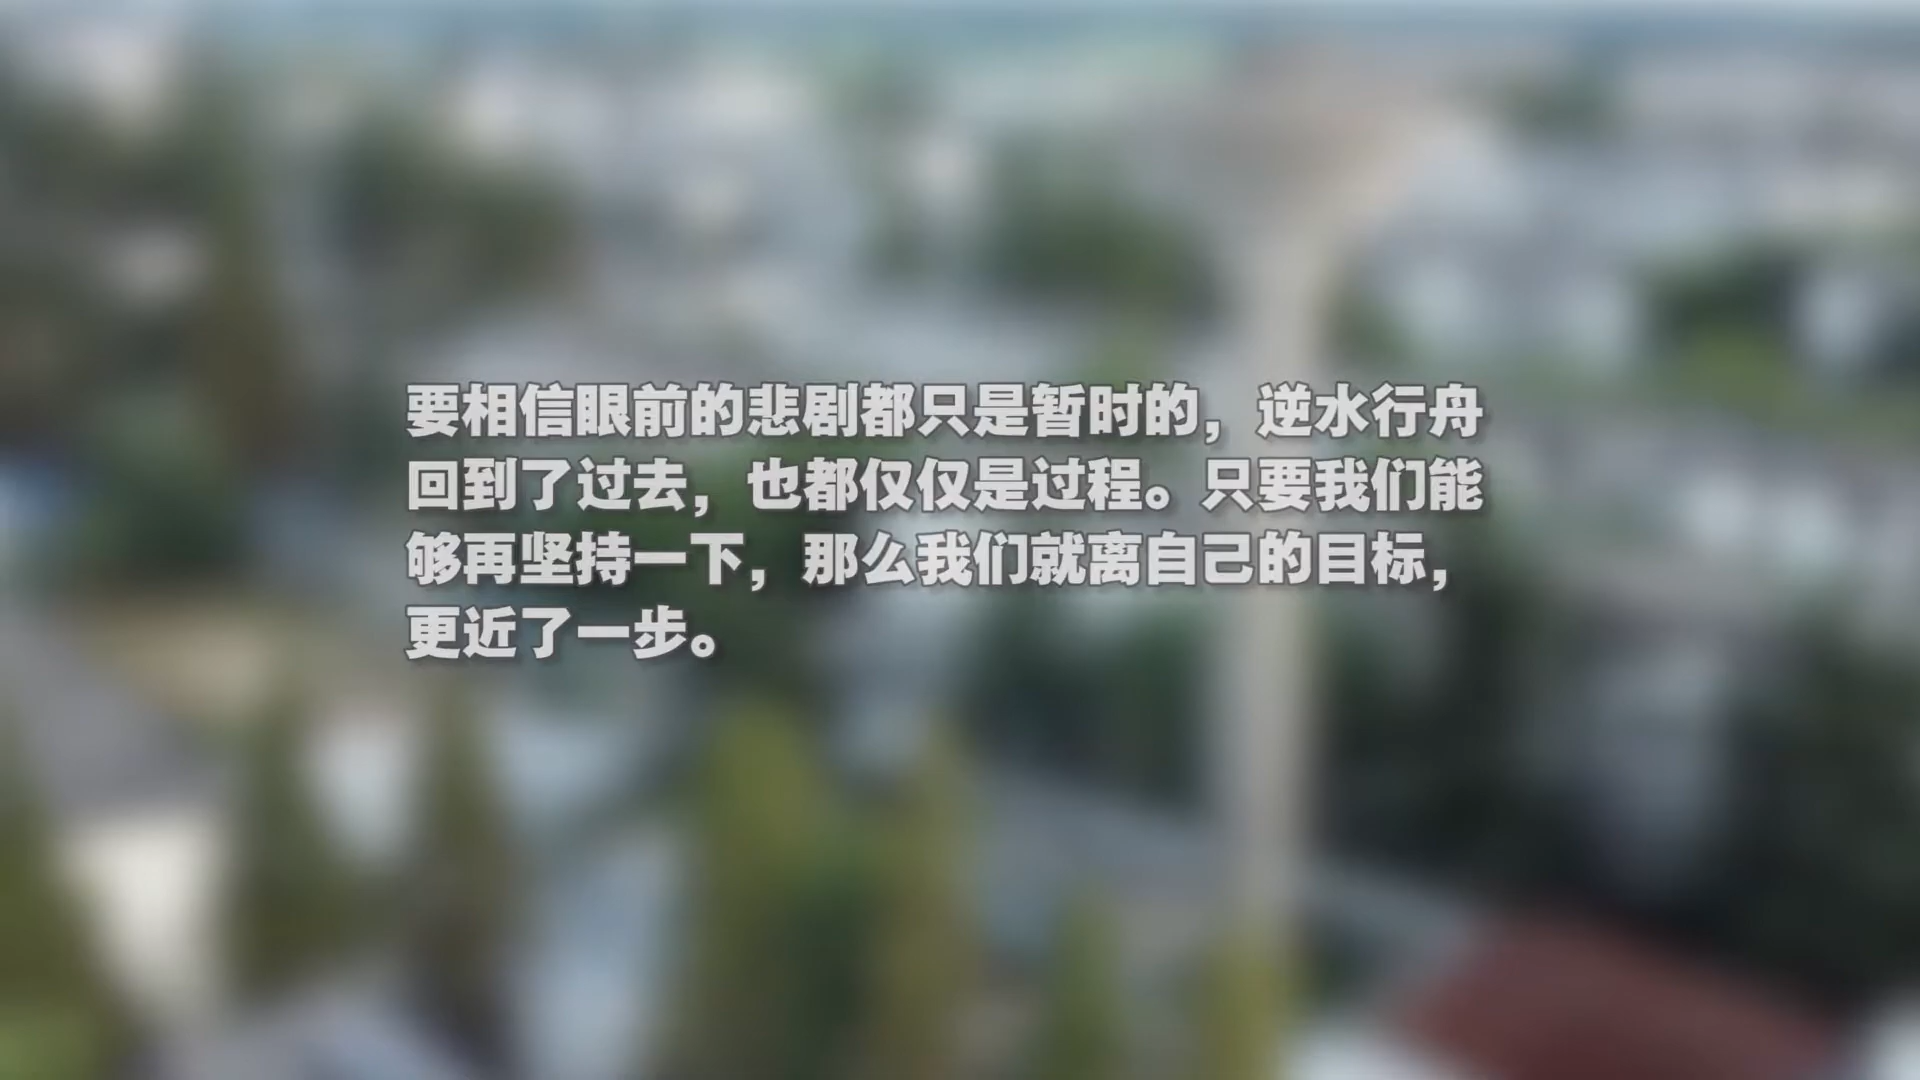 要相信眼前的悲剧都只是暂时的，逆水行舟
回到了过去，也都仅仅是过程。只要我们能
够再坚持一下，那么我们就离自己的目标，
更近了一步。